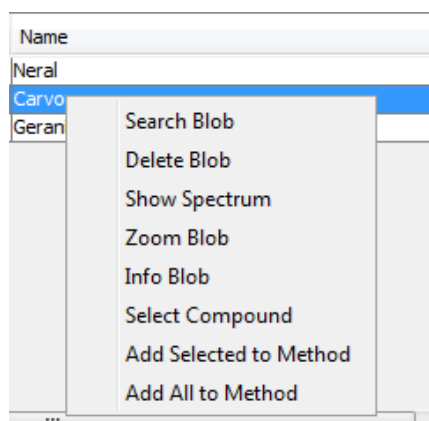 Name
Neral
Carvo
Geran
Search Blob
Delete Blob
Show Spectrum
Zoom Blob
Info Blob
Select Compound
Add Selected to Method
Add All to Method